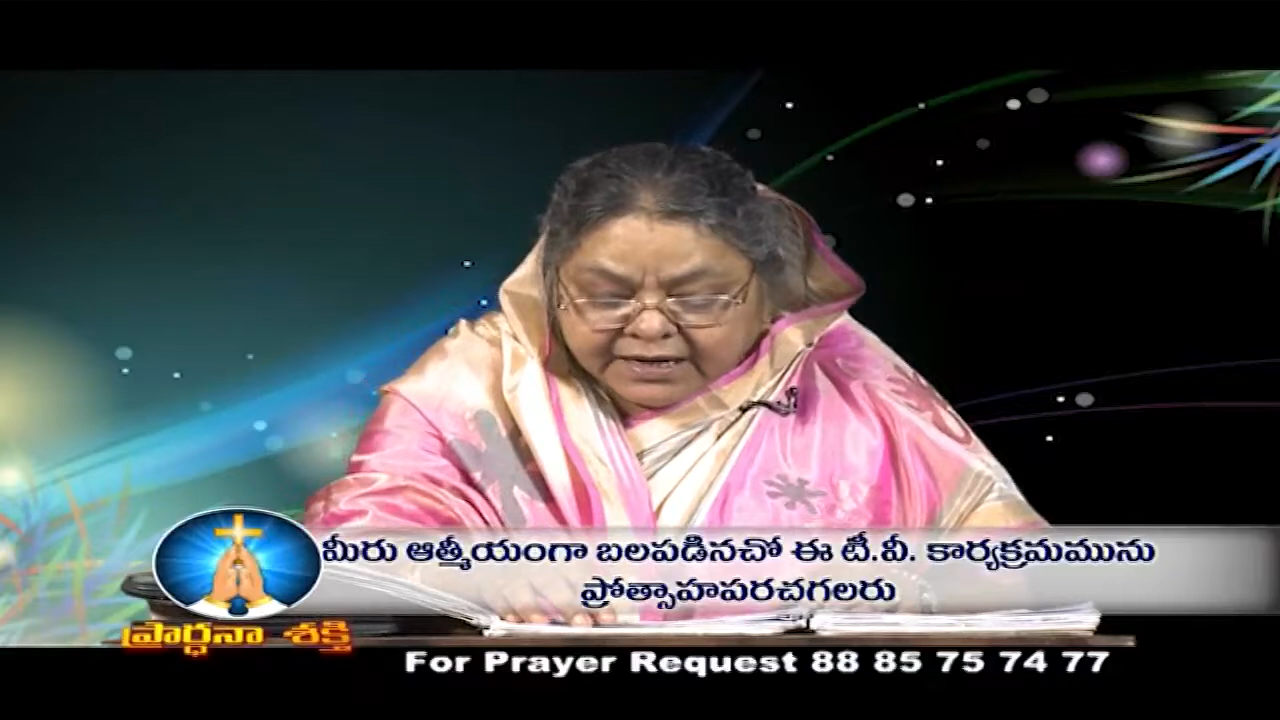 మీరు ఆత్మీయంగా బలపడినచో ఈ టీ.వీ. కార్యక్రమమును
ప్రోత్సాహపరచగలరు
ప్రార్ధనా శక్తి
For Prayer Request 88 85 75 74 77